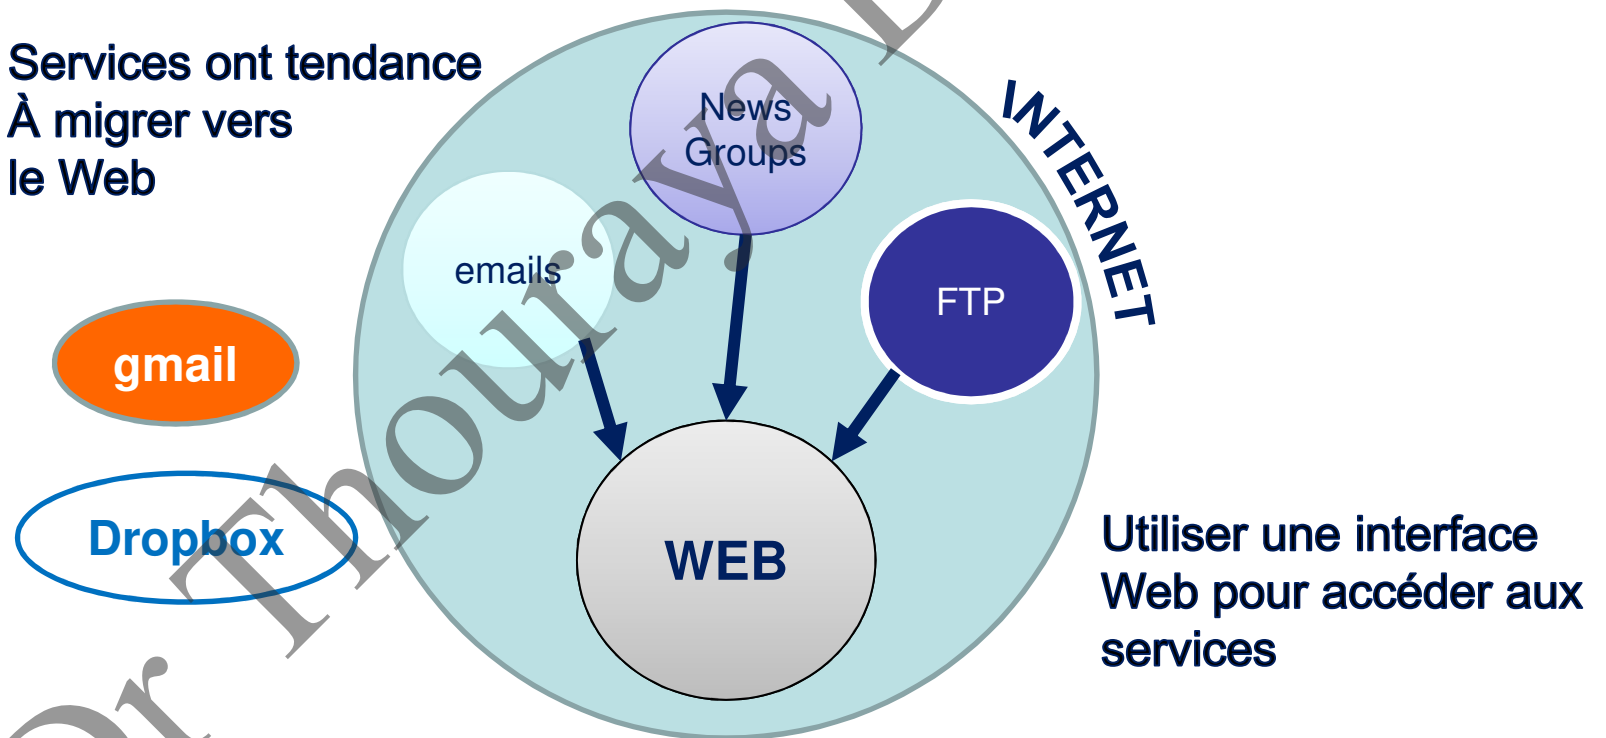 Services ont tendance
À migrer vers
le Web
News
Groups
INTERNET
emails
FTP
gmail
Dropbox
WEB
Utiliser une interface
Web pour accéder aux
services
Dr Thouraya